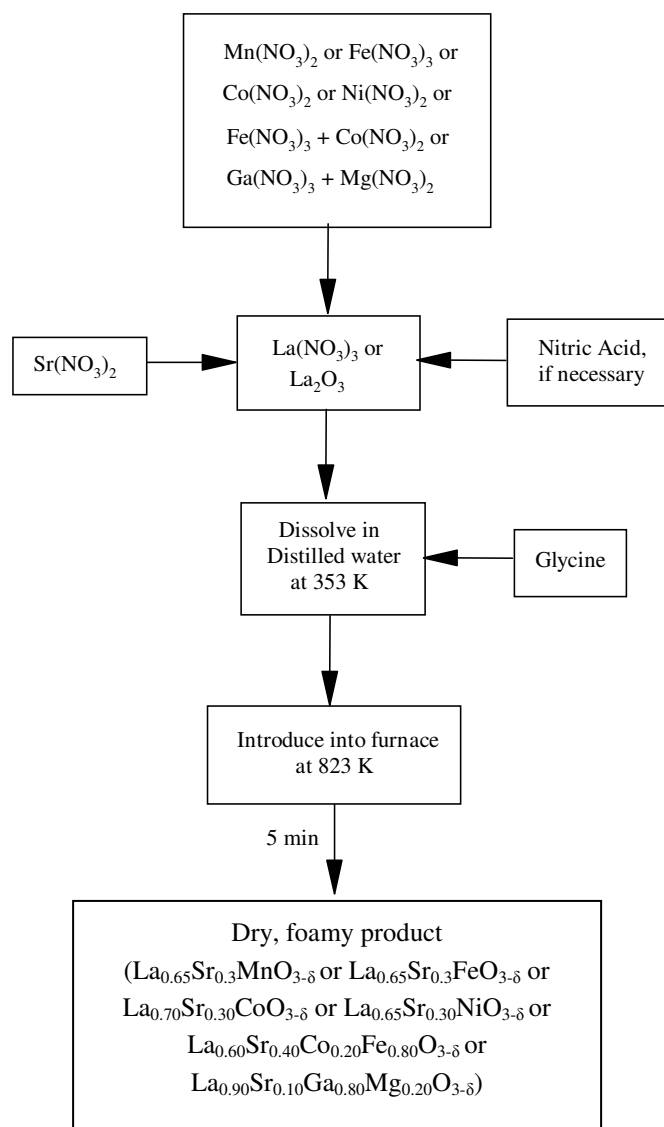 Mn(NO₃)₂ or Fe(NO₃)₃ or
Co(NO₃)₂ or Ni(NO₃)₂ or
Fe(NO₃)₃ + Co(NO₃)₂ or
Ga(NO₃)₃ + Mg(NO₃)₂
Sr(NO₃)₂
La(NO₃)₃ or
La₂O₃
Nitric Acid,
if necessary
Dissolve in
Distilled water
at 353 K
Glycine
Introduce into furnace
at 823 K
5 min
Dry, foamy product
(La₀.₆₅Sr₀.₃MnO₃₋δ or La₀.₆₅Sr₀.₃FeO₃₋δ or
La₀.₇₀Sr₀.₃₀CoO₃₋δ or La₀.₆₅Sr₀.₃₀NiO₃₋δ or
La₀.₆₀Sr₀.₄₀Co₀.₂₀Fe₀.₈₀O₃₋δ or
La₀.₉₀Sr₀.₁₀Ga₀.₈₀Mg₀.₂₀O₃₋δ)